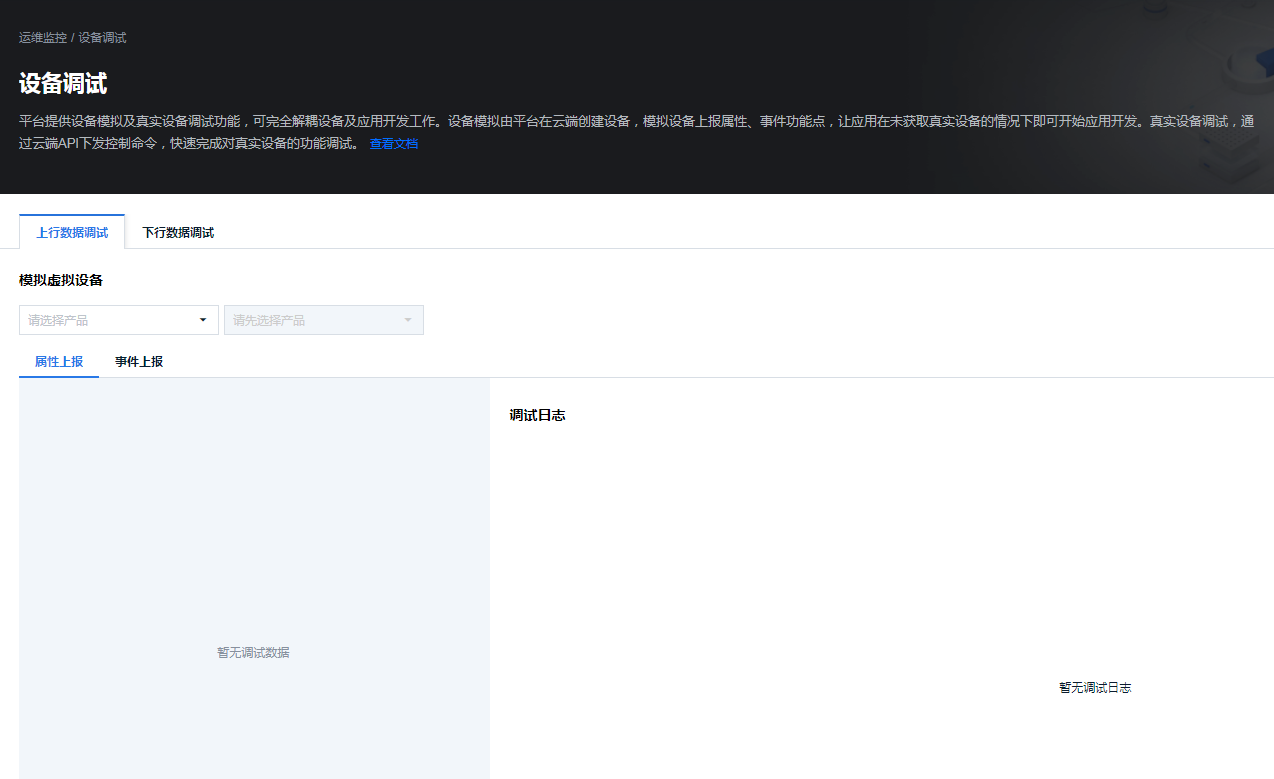 运维监控 / 设备调试
设备调试
平台提供设备模拟及真实设备调试功能，可完全解耦设备及应用开发工作。设备模拟由平台在云端创建设备，模拟设备上报属性、事件功能点，让应用在未获取真实设备的情况下即可开始应用开发。真实设备调试，通
过云端API下发控制命令，快速完成对真实设备的功能调试。 查看文档
上行数据调试 下行数据调试
模拟虚拟设备
请选择产品 请先选择产品
属性上报 事件上报
调试日志
暂无调试数据
暂无调试日志